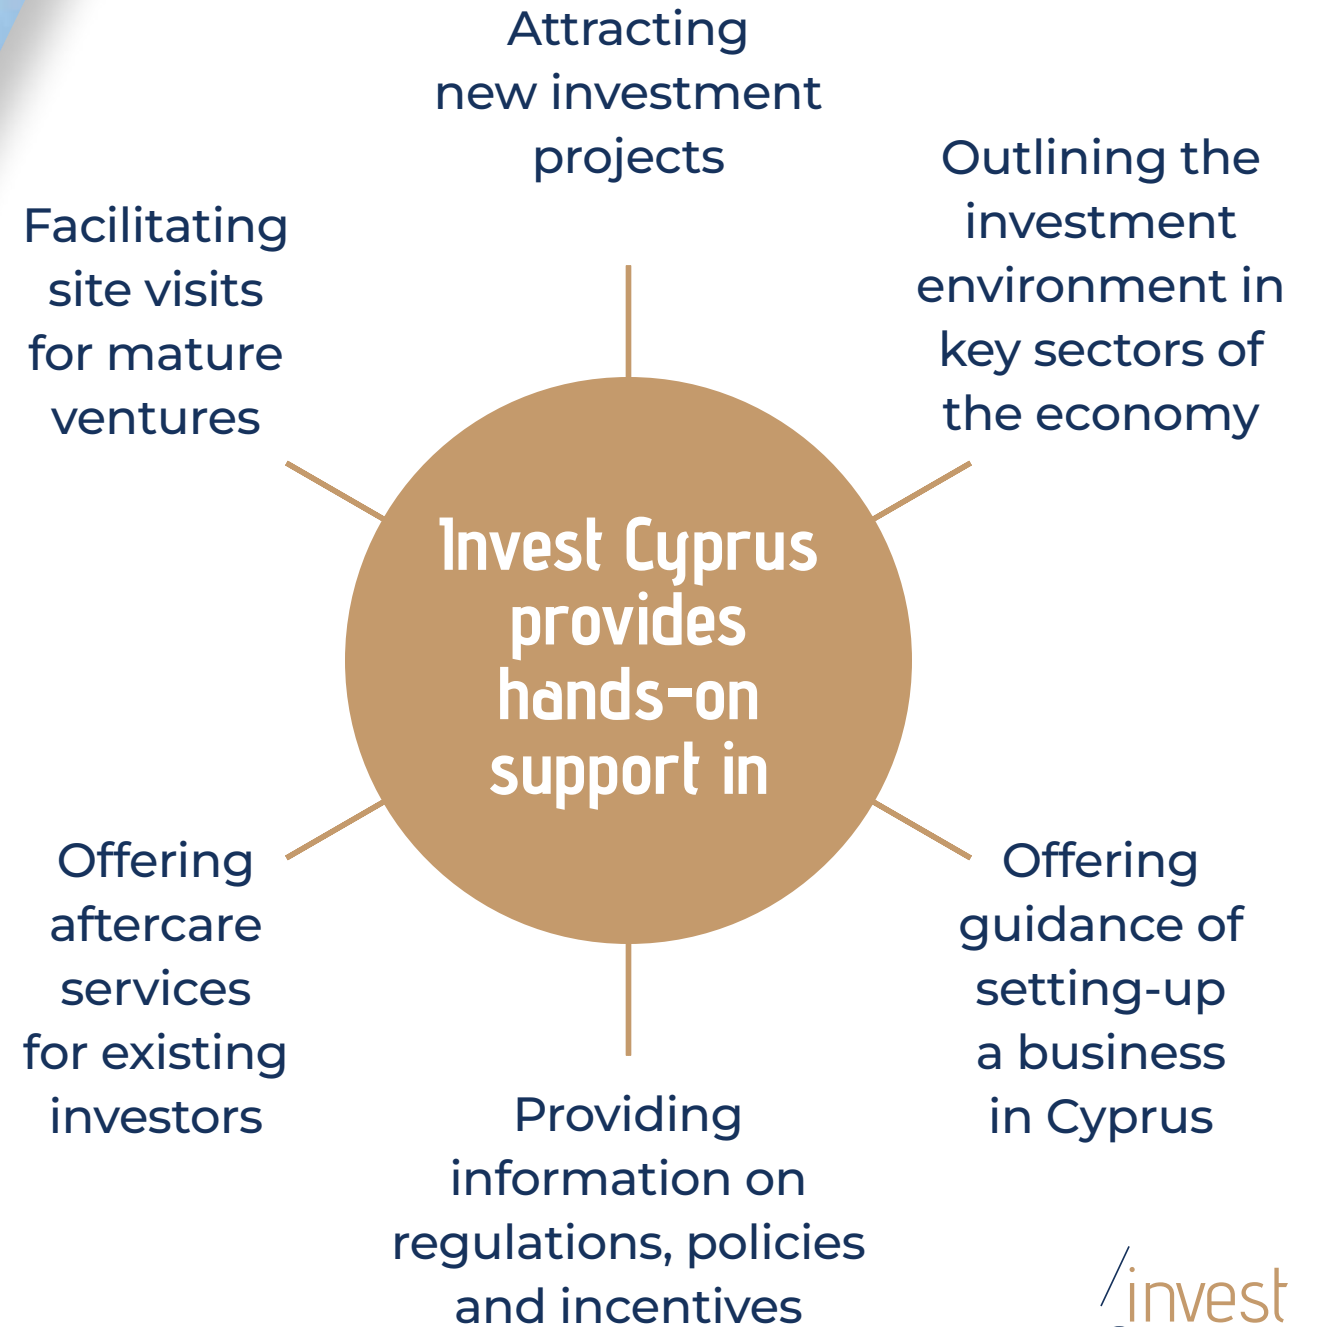 Attracting
new investment
projects
Outlining the
investment
environment in
key sectors of
the economy
Facilitating
site visits
for mature
ventures
Invest Cyprus
provides
hands-on
support in
Offering
aftercare
services
for existing
investors
Offering
guidance of
setting-up
a business
in Cyprus
Providing
information on
regulations, policies
and incentives
invest